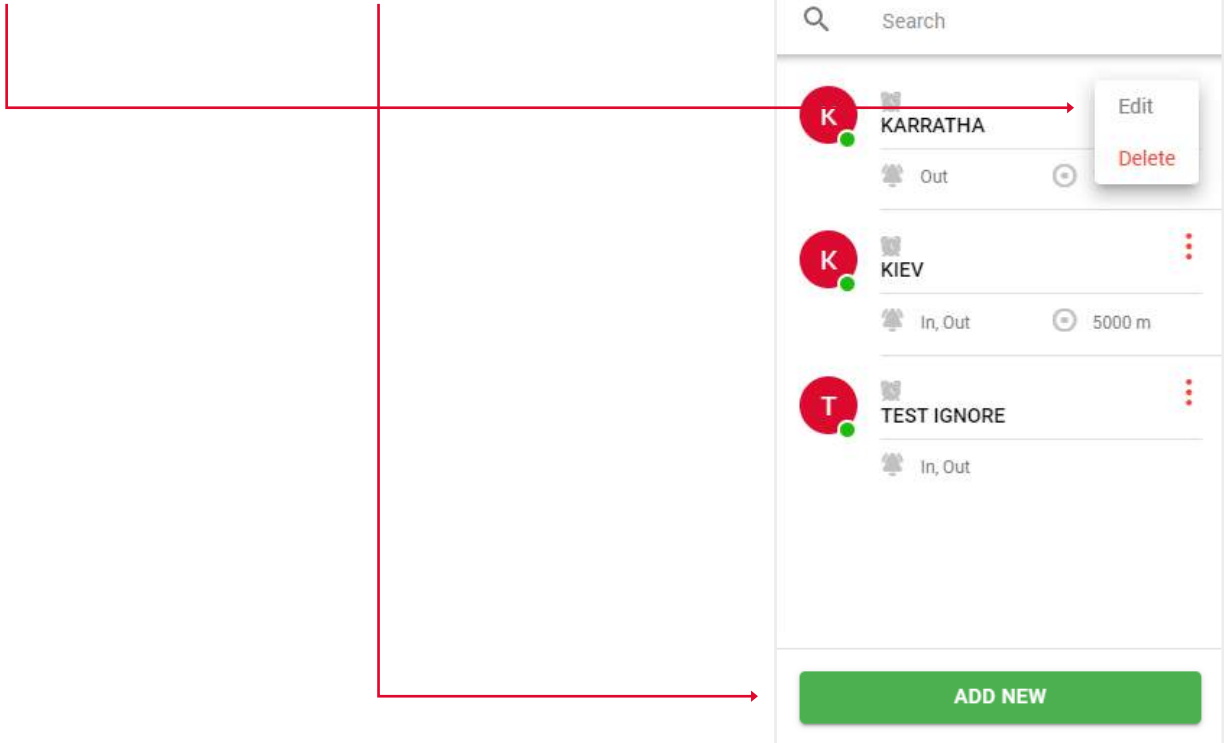 Search
K
KARRATHA
Edit
Delete
Out
K
KIEV
In, Out
5000 m
T
TEST IGNORE
In, Out
ADD NEW